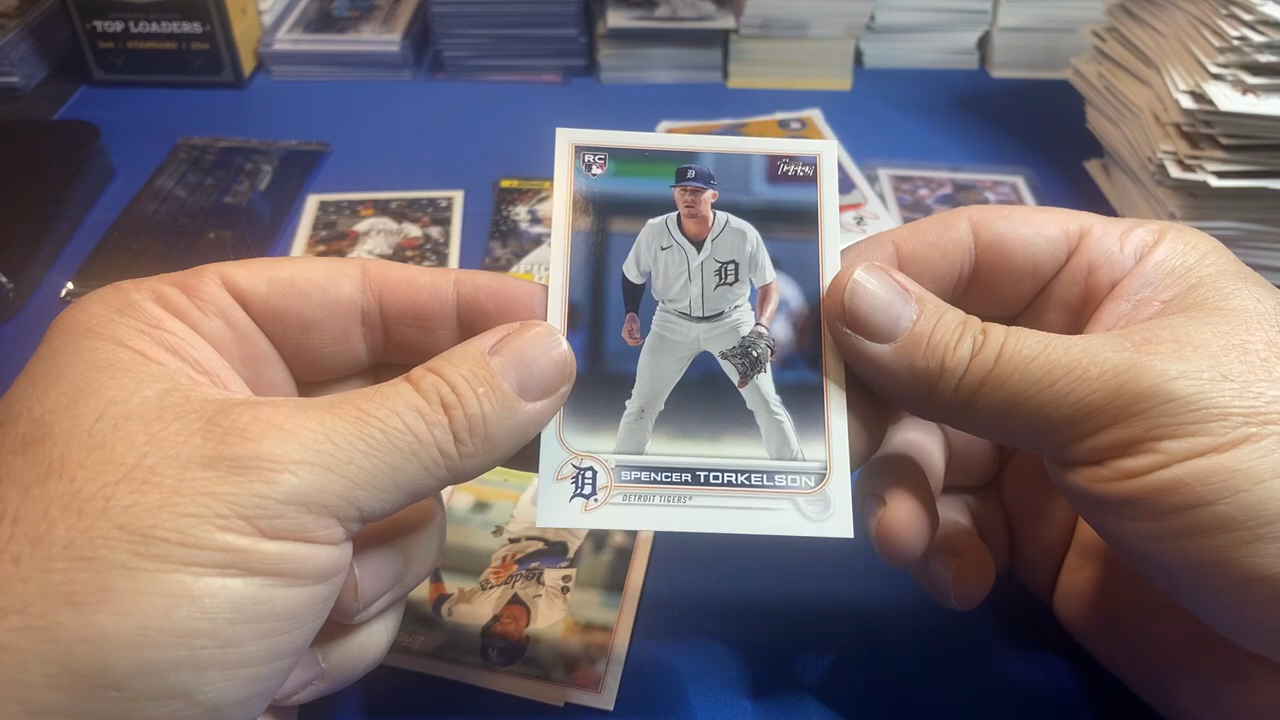 TOP LOADERS
RC
Topps
D
D
SPENCER TORKELSON
D
DETROIT TIGERS®